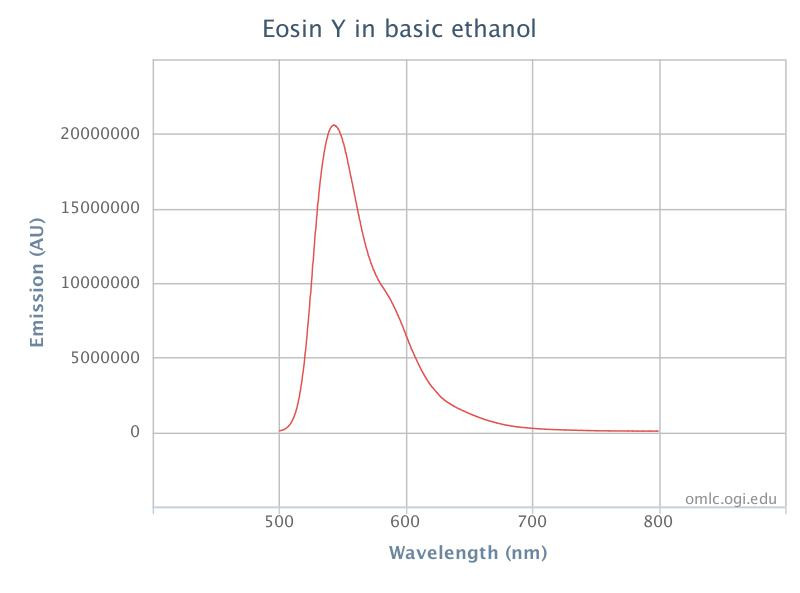 Eosin Y in basic ethanol
Emission (AU)
20000000
15000000
10000000
5000000
0
omlc.ogi.edu
500 600 700 800
Wavelength (nm)